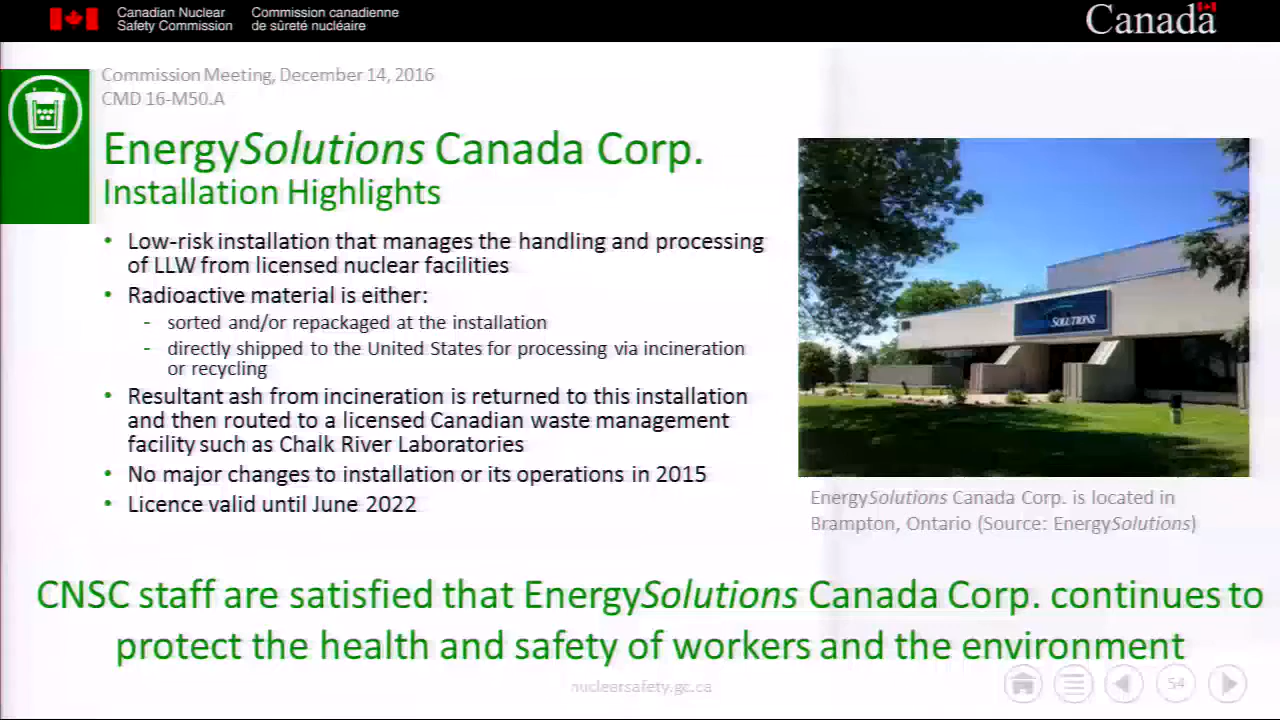 Canadian Nuclear
Safety Commission
Commission canadienne
de sûreté nucléaire
Canada
Commission Meeting, December 14, 2016
CMD 16-M50.A
EnergySolutions Canada Corp.
Installation Highlights
• Low-risk installation that manages the handling and processing
of LLW from licensed nuclear facilities
• Radioactive material is either:
- sorted and/or repackaged at the installation
- directly shipped to the United States for processing via incineration
or recycling
• Resultant ash from incineration is returned to this installation
and then routed to a licensed Canadian waste management
facility such as Chalk River Laboratories
• No major changes to installation or its operations in 2015
• Licence valid until June 2022
SOLUTIONS
EnergySolutions Canada Corp. is located in
Brampton, Ontario (Source: EnergySolutions)
CNSC staff are satisfied that EnergySolutions Canada Corp. continues to
protect the health and safety of workers and the environment
nuclearsafety.gc.ca
54